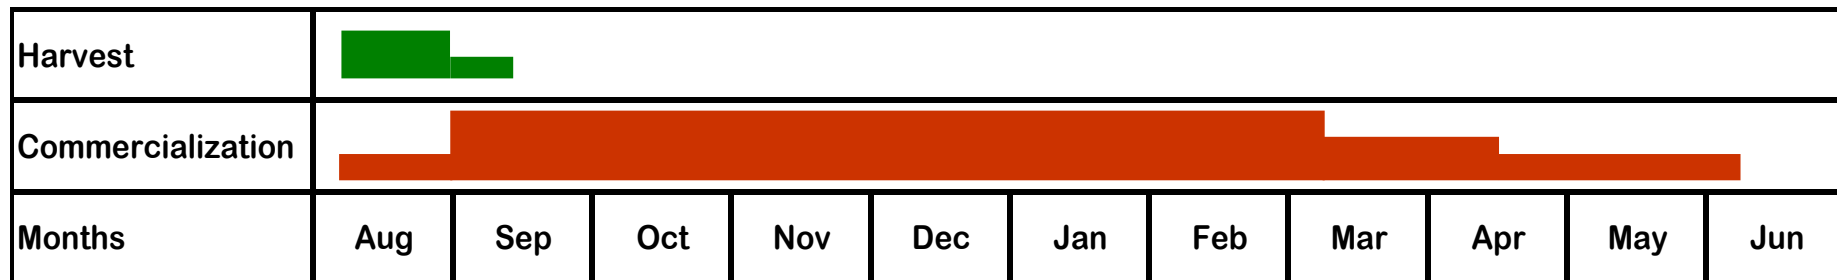 Harvest
Commercialization
Months Aug Sep Oct Nov Dec Jan Feb Mar Apr May Jun